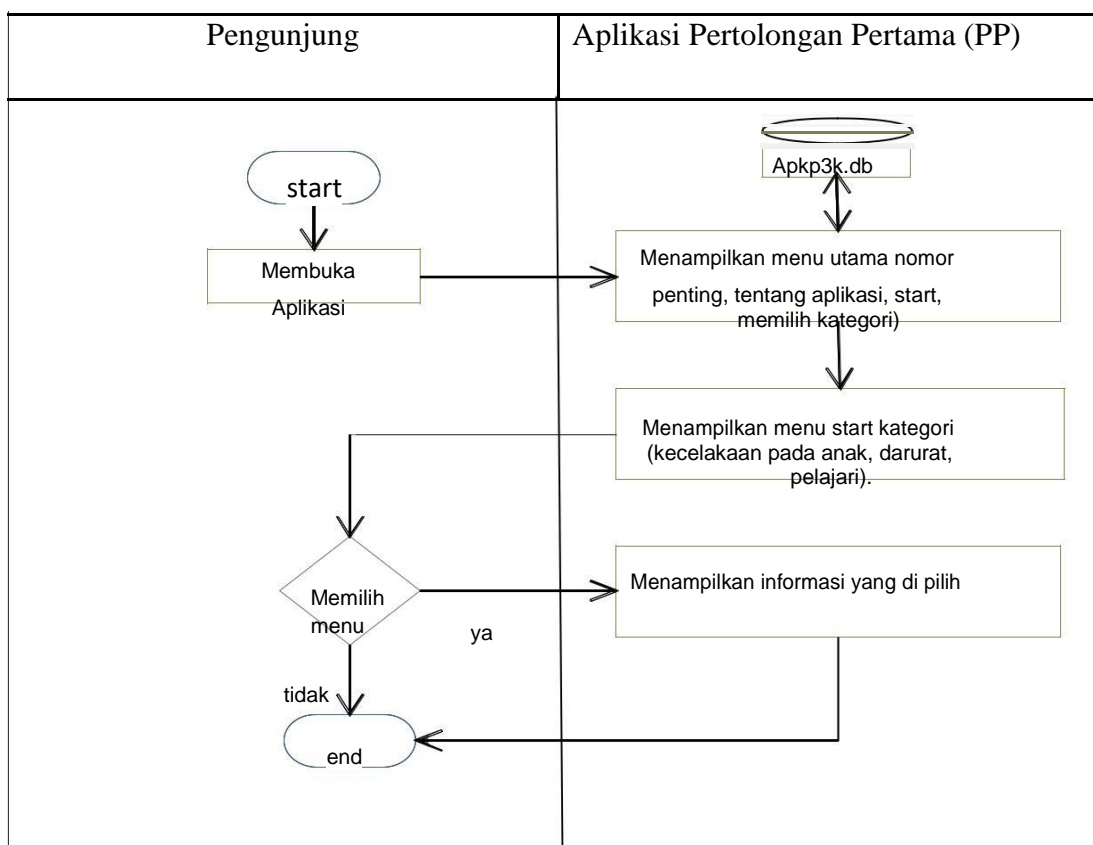 Pengunjung
Aplikasi Pertolongan Pertama (PP)
Apkp3k.db
start
Membuka
Aplikasi
Menampilkan menu utama nomor
penting, tentang aplikasi, start,
memilih kategori)
Menampilkan menu start kategori
(kecelakaan pada anak, darurat,
pelajari).
Memilih
menu
ya
Menampilkan informasi yang di pilih
tidak
end